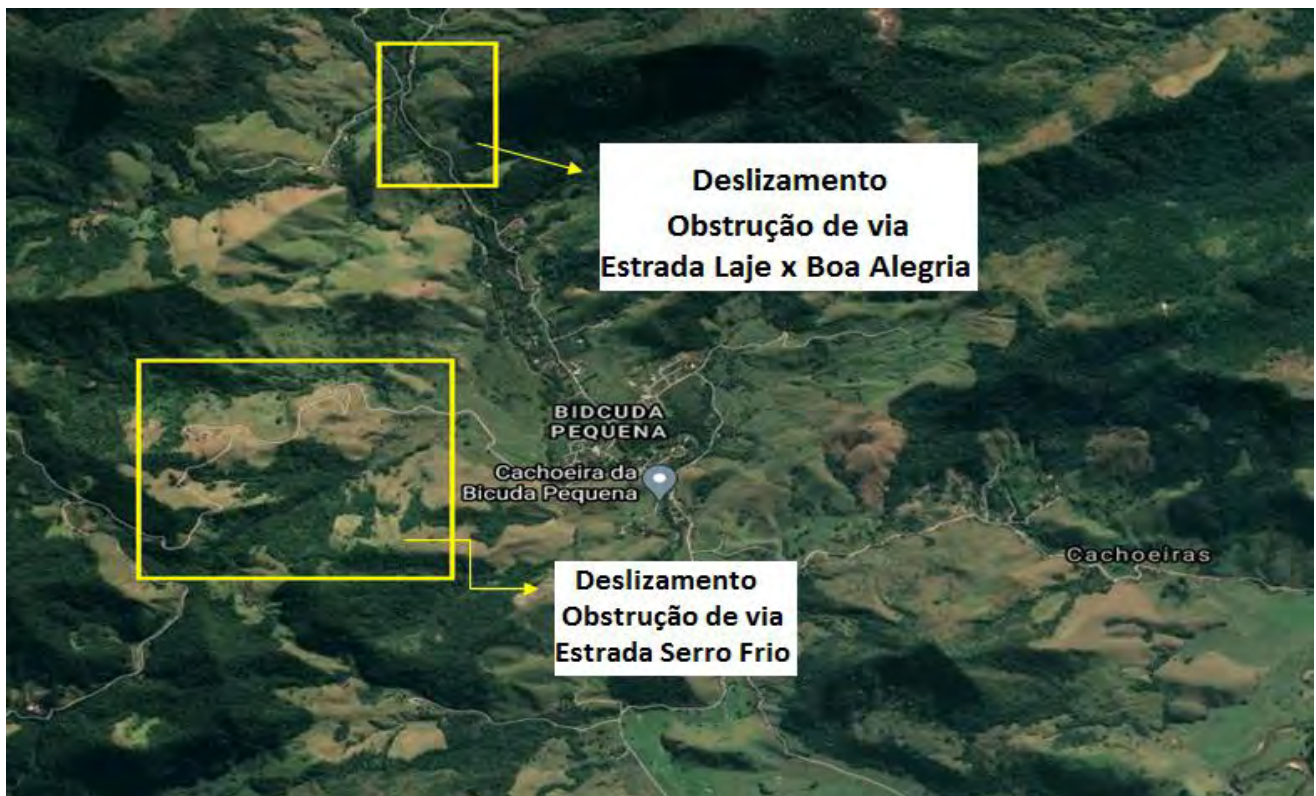 Deslizamento
Obstrução de via
Estrada Laje x Boa Alegria
BIDCUDA
PEQUENA
Cachoeira da
Bicuda Pequena
Cachoeiras
Deslizamento
Obstrução de via
Estrada Serro Frio